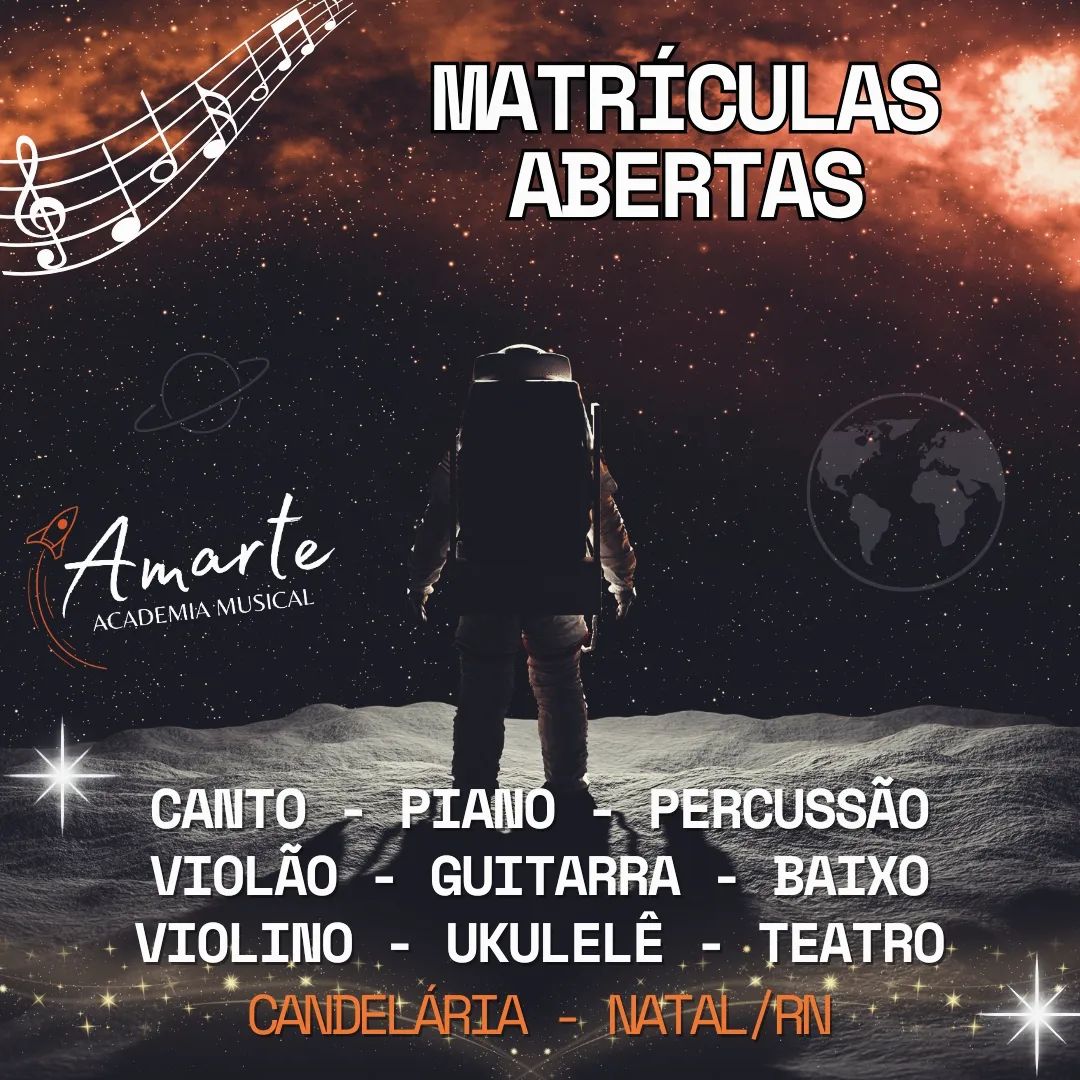 MATRÍCULAS
ABERTAS
Amarte
ACADEMIA MUSICAL
CANTO - PIANO - PERCUSSÃO
VIOLÃO - GUITARRA - BAIXO
VIOLINO - UKULELÊ - TEATRO
CANDELÁRIA - NATAL/RN